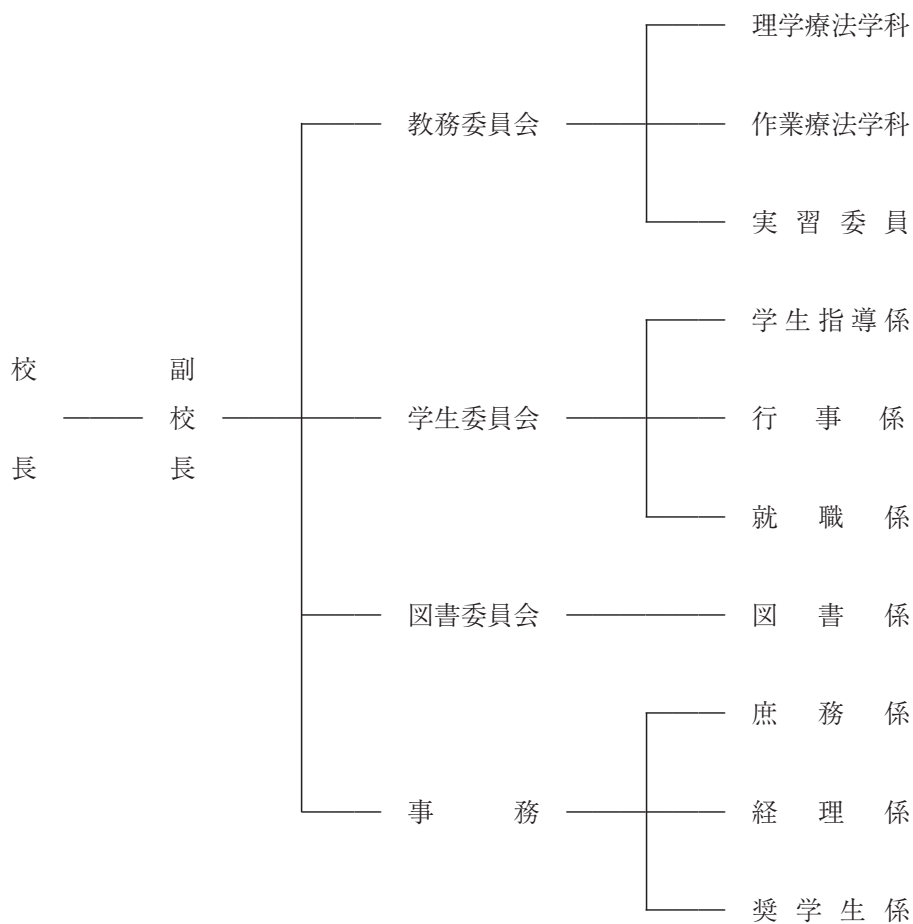 校長
副校長
教務委員会
理学療法学科
作業療法学科
実習委員
学生委員会
学生指導係
行事係
就職係
図書委員会
図書係
事務
庶務係
経理係
奨学生係